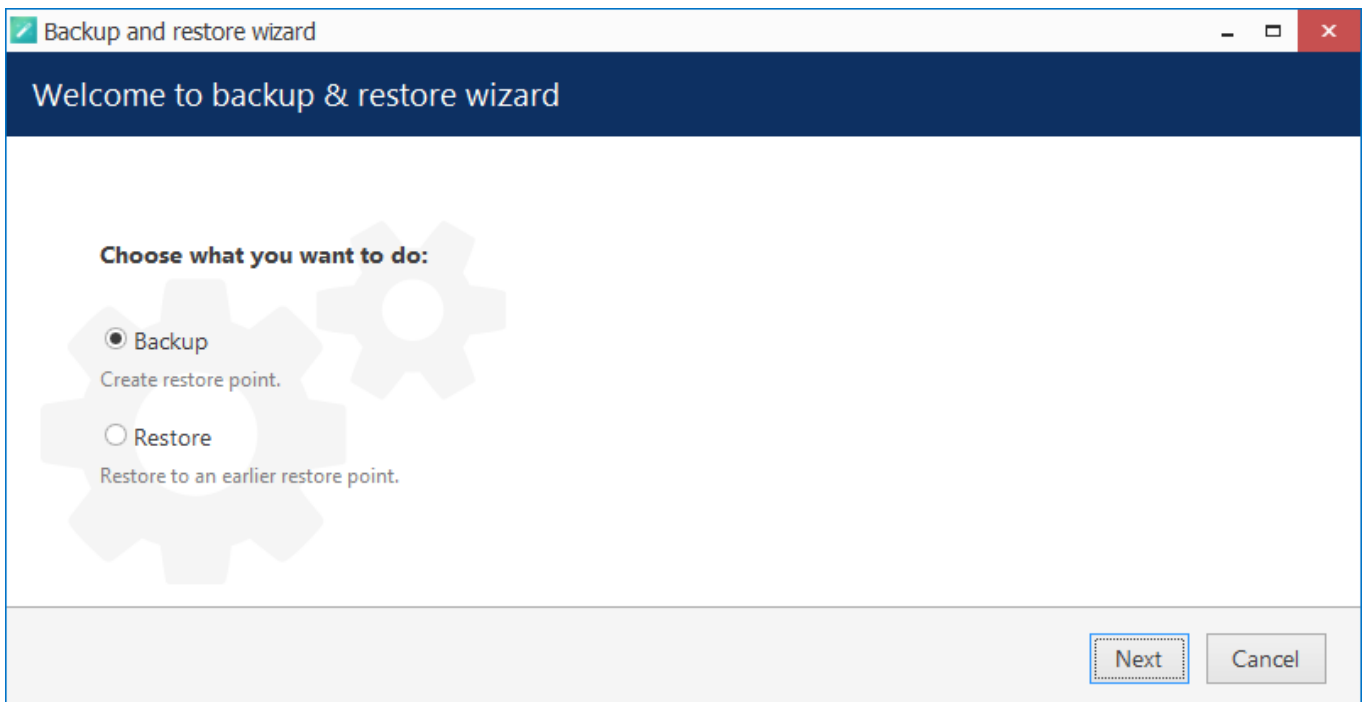 Backup and restore wizard
Welcome to backup & restore wizard
Choose what you want to do:
Backup
Create restore point.
Restore
Restore to an earlier restore point.
Next
Cancel